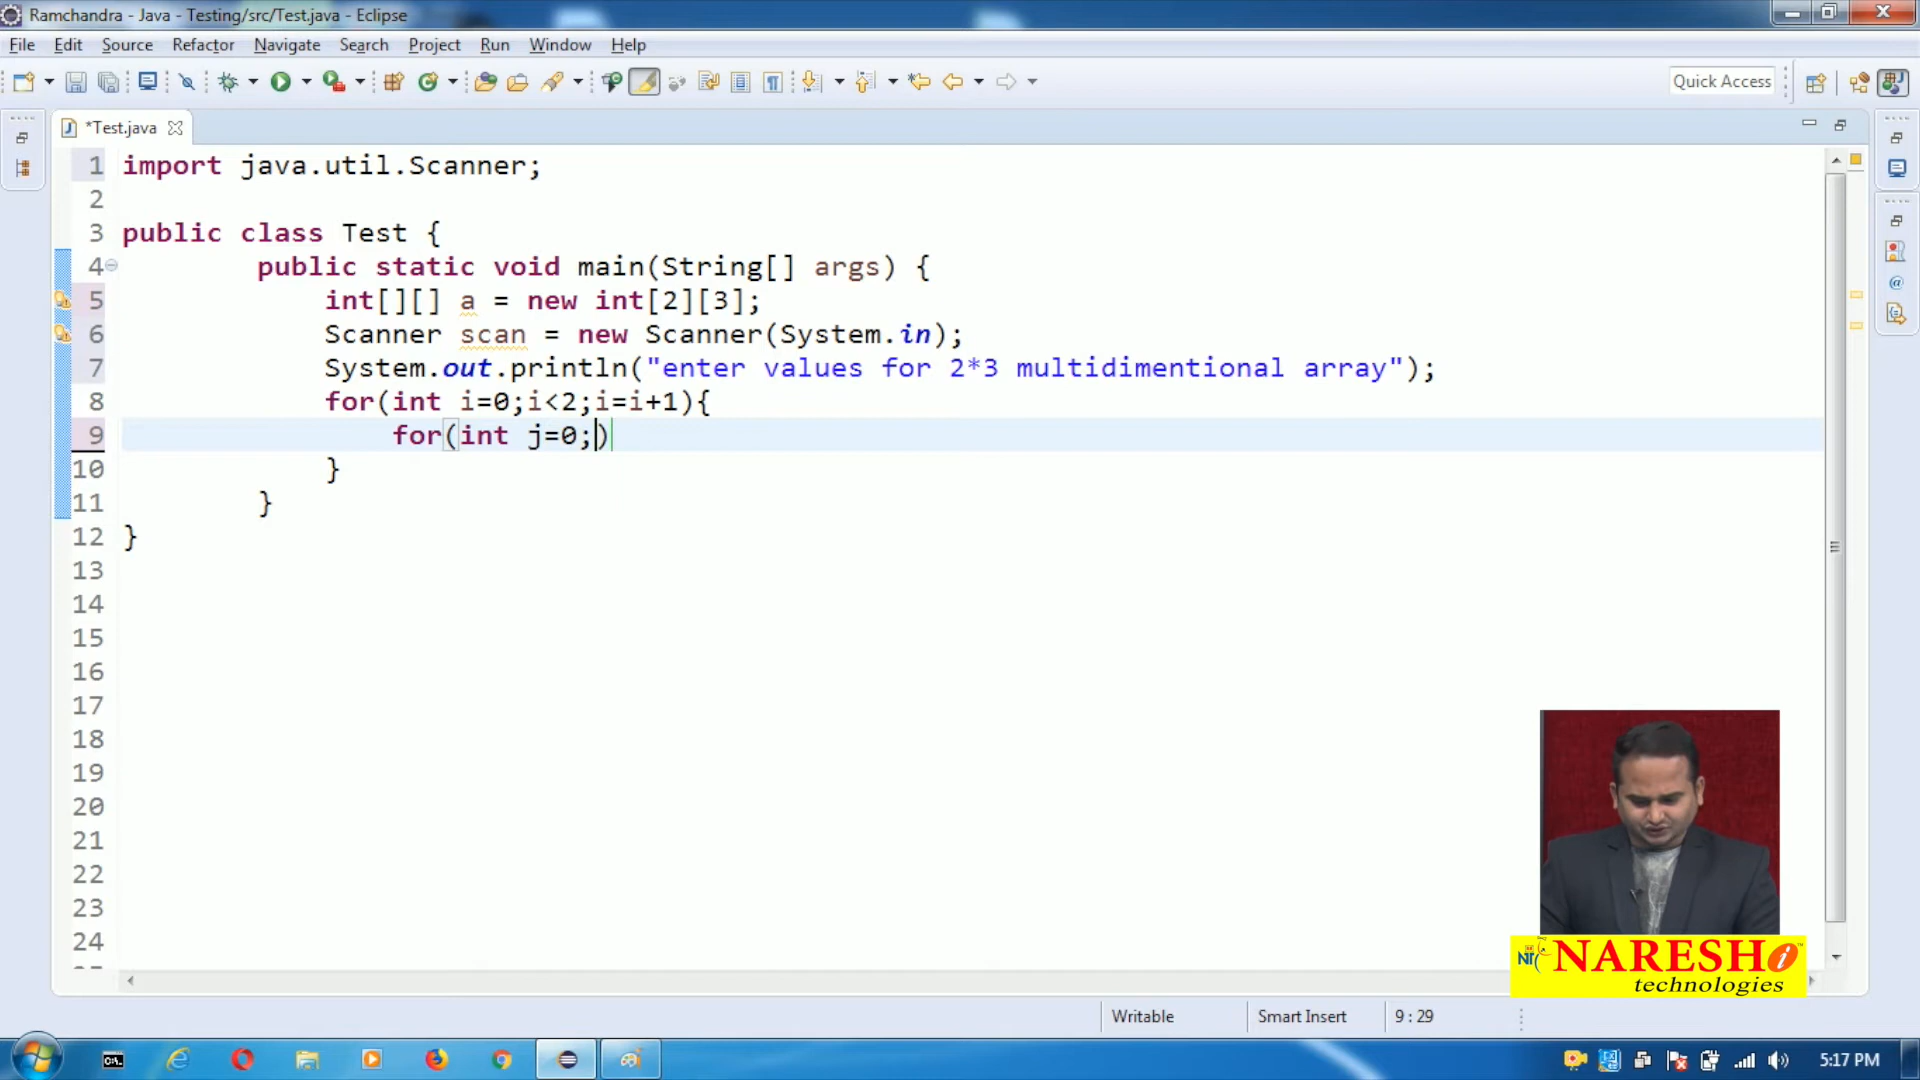 Ramchandra - Java - Testing/src/Test.java - Eclipse
File Edit Source Refactor Navigate Search Project Run Window Help
Quick Access
*Test.java
1 import java.util.Scanner;
2
3 public class Test {
4 public static void main(String[] args) {
5 int[][] a = new int[2][3];
6 Scanner scan = new Scanner(System.in);
7 System.out.println("enter values for 2*3 multidimentional array");
8 for(int i=0;i<2;i=i+1){
9 for(int j=0;)
10 }
11 }
12 }
13
14
15
16
17
18
19
20
21
22
23
24
NARESH i
technologies
Writable Smart Insert 9 : 29
5:17 PM